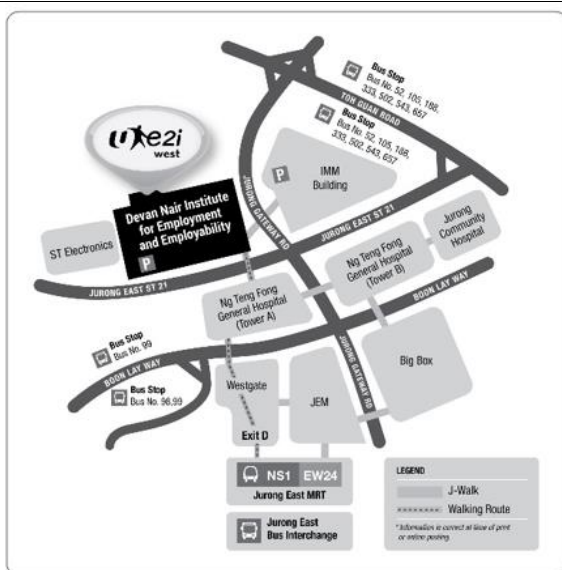 Bus Stop
Bus No. 52, 105, 188,
333, 502, 543, 657
TOH GUAN ROAD
Bus Stop
Bus No. 52, 105, 188,
333, 502, 543, 657
u e2i
west
P
IMM
Building
JURONG GATEWAY RD
Devan Nair Institute
for Employment
and Employability
P
ST Electronics
JURONG EAST ST 21
Jurong
Community
Hospital
Ng Teng Fong
General Hospital
(Tower B)
JURONG EAST ST 21
Ng Teng Fong
General Hospital
(Tower A)
BOON LAY WAY
Bus Stop
Bus No. 99
BOON LAY WAY
JURONG GATEWAY RD
Big Box
Bus Stop
Bus No. 96,99
Westgate
JEM
Exit D
NS1 EW24
Jurong East MRT
Jurong East
Bus Interchange
LEGEND
J-Walk
Walking Route
* Information is correct at time of print
or online posting.